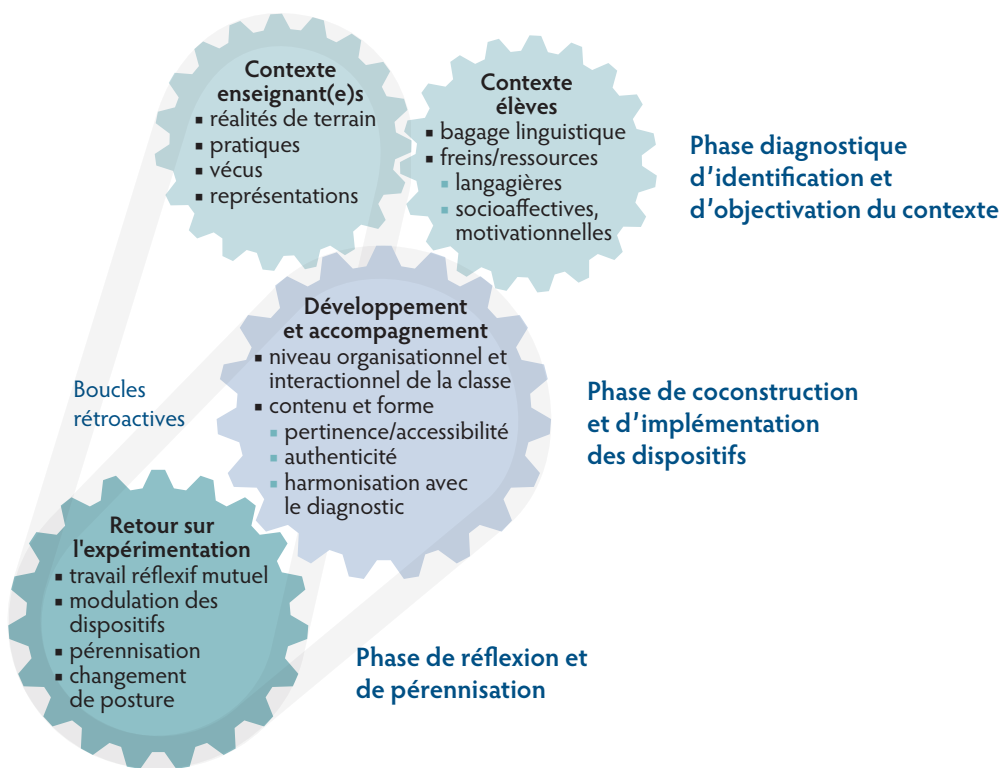 Contexte
enseignant(e)s
▪ réalités de terrain
▪ pratiques
▪ vécus
▪ représentations
Contexte
élèves
▪ bagage linguistique
▪ freins/ressources
▪ langagières
▪ socioaffectives,
motivationnelles
Phase diagnostique
d’identification et
d’objectivation du contexte
Développement
et accompagnement
▪ niveau organisationnel et
interactionnel de la classe
▪ contenu et forme
▪ pertinence/accessibilité
▪ authenticité
▪ harmonisation avec
le diagnostic
Boucles
rétroactives
Phase de coconstruction
et d’implémentation
des dispositifs
Retour sur
l'expérimentation
▪ travail réflexif mutuel
▪ modulation des
dispositifs
▪ pérennisation
▪ changement
de posture
Phase de réflexion et
de pérennisation